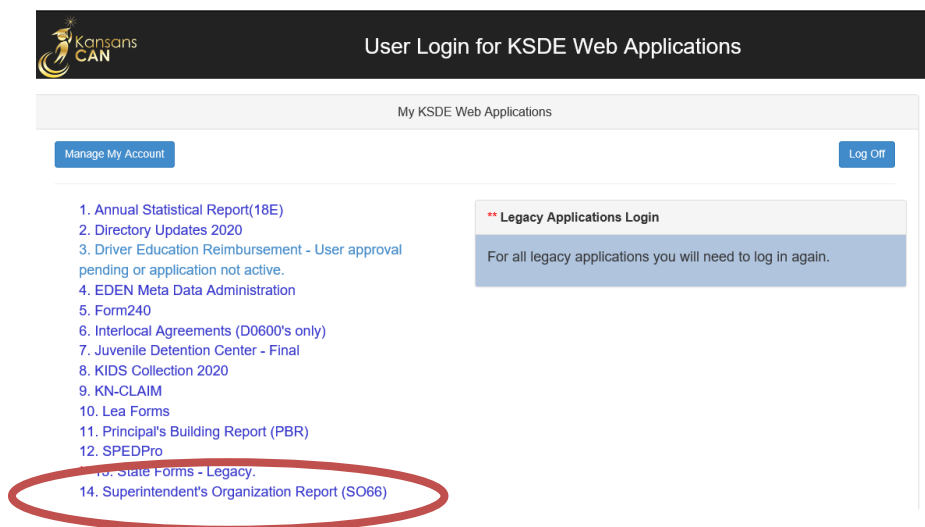 Kansans
CAN
User Login for KSDE Web Applications
My KSDE Web Applications
Manage My Account
Log Off
1. Annual Statistical Report(18E)
2. Directory Updates 2020
3. Driver Education Reimbursement - User approval
pending or application not active.
4. EDEN Meta Data Administration
5. Form240
6. Interlocal Agreements (D0600's only)
7. Juvenile Detention Center - Final
8. KIDS Collection 2020
9. KN-CLAIM
10. Lea Forms
11. Principal's Building Report (PBR)
12. SPEDPro
13. State Forms - Legacy.
14. Superintendent's Organization Report (SO66)
** Legacy Applications Login
For all legacy applications you will need to log in again.